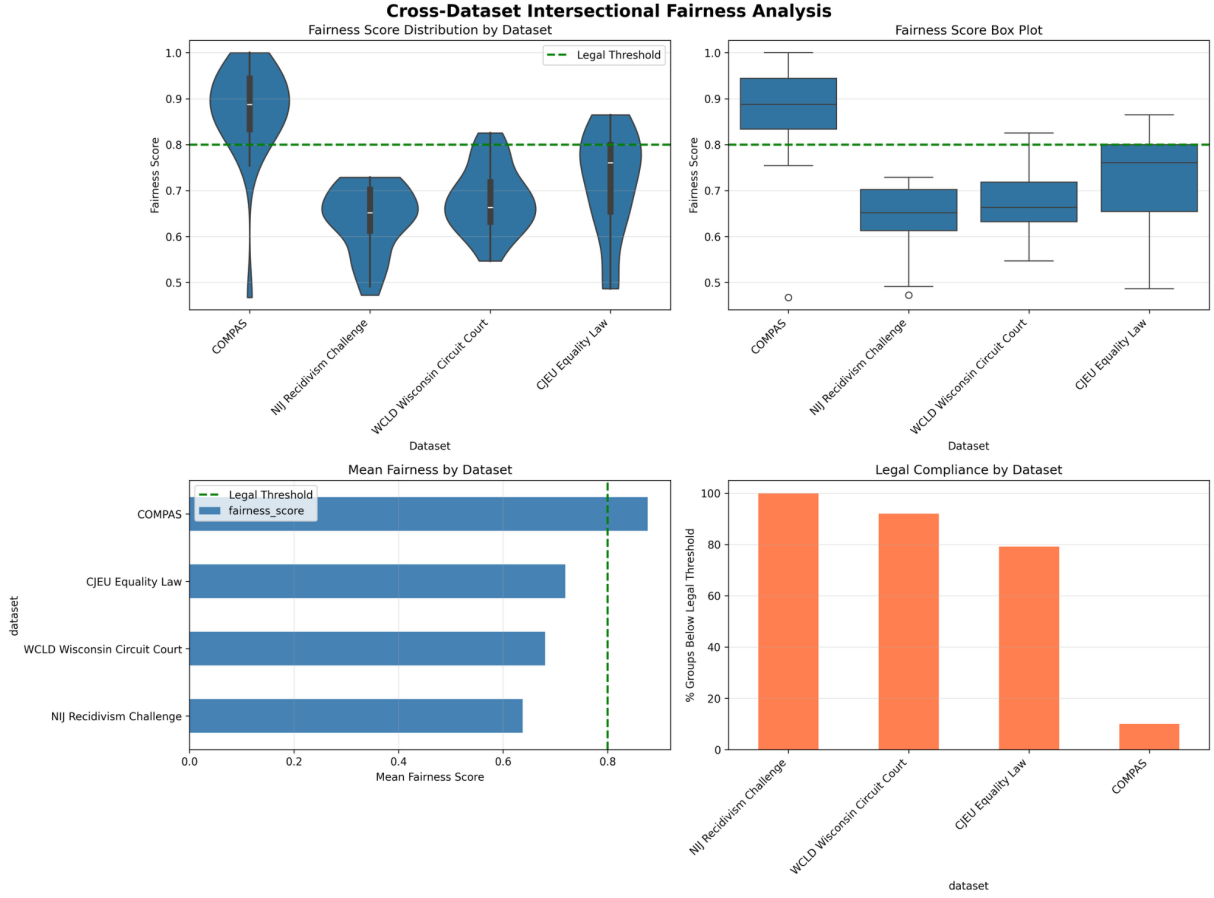 Cross-Dataset Intersectional Fairness Analysis
Fairness Score Distribution by Dataset
Legal Threshold
Fairness Score
1.0
0.9
0.8
0.7
0.6
0.5
COMPAS
NIJ Recidivism Challenge
WCLD Wisconsin Circuit Court
CJEU Equality Law
Dataset
Fairness Score Box Plot
Fairness Score
1.0
0.9
0.8
0.7
0.6
0.5
COMPAS
NIJ Recidivism Challenge
WCLD Wisconsin Circuit Court
CJEU Equality Law
Dataset
Mean Fairness by Dataset
Legal Threshold
fairness_score
dataset
COMPAS
CJEU Equality Law
WCLD Wisconsin Circuit Court
NIJ Recidivism Challenge
0.0 0.2 0.4 0.6 0.8
Mean Fairness Score
Legal Compliance by Dataset
% Groups Below Legal Threshold
100
80
60
40
20
0
NIJ Recidivism Challenge
WCLD Wisconsin Circuit Court
CJEU Equality Law
COMPAS
dataset